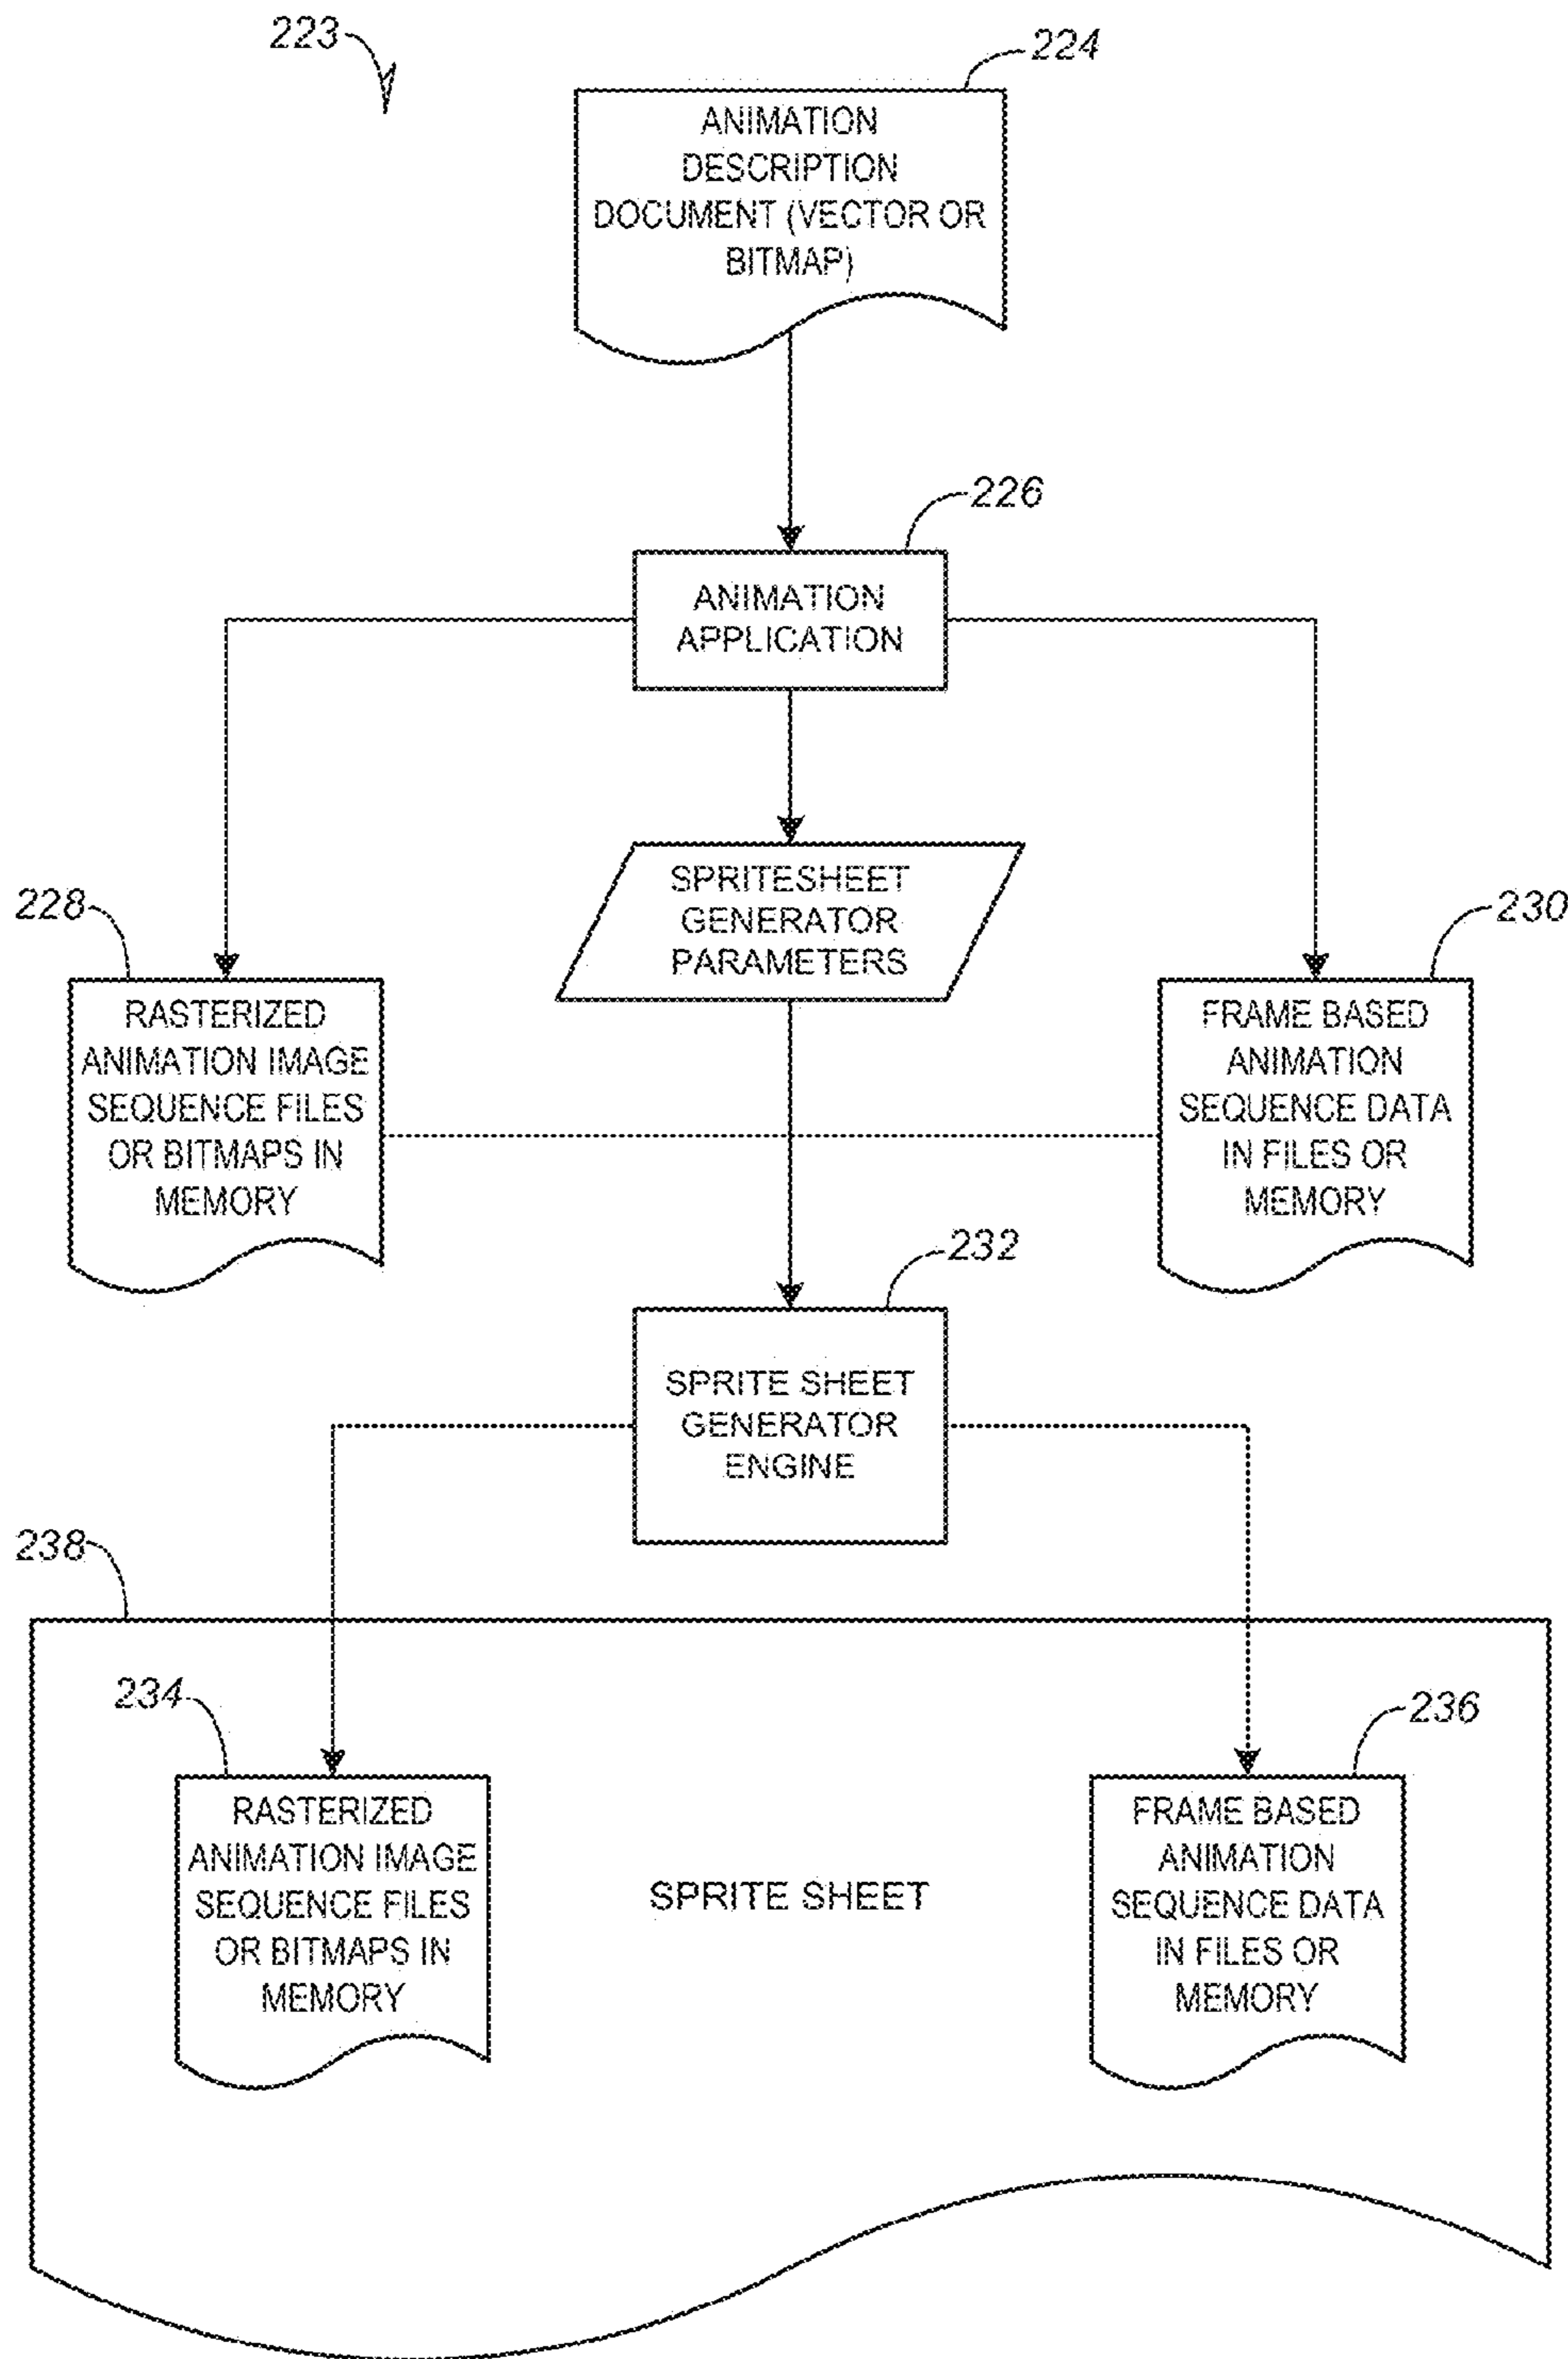 223
224
ANIMATION
DESCRIPTION
DOCUMENT (VECTOR OR
BITMAP)
226
ANIMATION
APPLICATION
SPRITESHEET
GENERATOR
PARAMETERS
228
RASTERIZED
ANIMATION IMAGE
SEQUENCE FILES
OR BITMAPS IN
MEMORY
230
FRAME BASED
ANIMATION
SEQUENCE DATA
IN FILES OR
MEMORY
232
SPRITE SHEET
GENERATOR
ENGINE
238
234
RASTERIZED
ANIMATION IMAGE
SEQUENCE FILES
OR BITMAPS IN
MEMORY
SPRITE SHEET
236
FRAME BASED
ANIMATION
SEQUENCE DATA
IN FILES OR
MEMORY